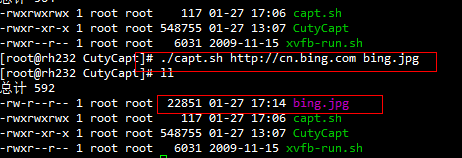 -rwxrwxrwx 1 root root    117 01-27 17:06 capt.sh
-rwxr-xr-x 1 root root 548755 01-27 13:07 CutyCapt
-rwxr--r-- 1 root root   6031 2009-11-15 xvfb-run.sh
[root@rh232 CutyCapt]# ./capt.sh http://cn.bing.com bing.jpg
[root@rh232 CutyCapt]# ll
总计 592
-rw-r--r-- 1 root root  22851 01-27 17:14 bing.jpg
-rwxrwxrwx 1 root root    117 01-27 17:06 capt.sh
-rwxr-xr-x 1 root root 548755 01-27 13:07 CutyCapt
-rwxr--r-- 1 root root   6031 2009-11-15 xvfb-run.sh